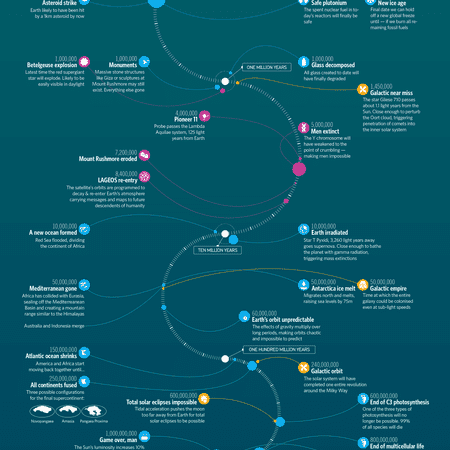 Asteroid strike
Earth likely to have been hit
by a 1km asteroid by now
Safe plutonium
The spent nuclear fuel in to-
day's reactors will finally be
safe
New ice age
Final date we can hold
off a new global freeze
until — if we burn all re-
maining fossil fuels
ONE MILLION YEARS
1,000,000
Betelgeuse explosion
Latest time the red supergiant
star will explode. Likely to be
easily visible in daylight
1,000,000
Monuments
Massive stone structures
like Giza or sculptures at
Mount Rushmore may still
exist. Everything else gone
1,000,000
Glass decomposed
All glass created to date will
have finally degraded
1,450,000
Galactic near miss
The star Gliese 710 passes
about 1.1 light years from the
Sun. Close enough to perturb
the Oort cloud, triggering
penetration of comets into
the inner solar system
4,000,000
Pioneer 11
Probe passes the Lambda
Aquilae system, 125 light
years from Earth
5,000,000
Men extinct
The Y chromosome will
have weakened to the
point of crumbling —
making men impossible
7,200,000
Mount Rushmore eroded
8,400,000
LAGEOS re-entry
The satellite's orbits are programmed to
decay & re-enter Earth's atmosphere
carrying messages and maps to future
descendents of humanity
10,000,000
A new ocean formed
Red Sea flooded, dividing
the continent of Africa
10,000,000
Earth irradiated
Star T Pyxidi, 3,260 light years away
goes supernova. Close enough to bathe
the planet with gamma radiation,
triggering mass extinctions
TEN MILLION YEARS
50,000,000
Mediterranean gone
Africa has collided with Eurasia,
sealing off the Mediterranean
Basin and creating a mountain
range similar to the Himalayas
Australia and Indonesia merge
50,000,000
Antarctica ice melt
Migrates north and melts,
raising sea levels by 75m
50,000,000
Galactic empire
Time at which the entire
galaxy could be colonised
even at sub-light speeds
60,000,000
Earth's orbit unpredictable
The effects of gravity multiply over
long periods, making orbits chaotic
and impossible to predict
ONE HUNDRED MILLION YEARS
150,000,000
Atlantic ocean shrinks
America and Africa start
moving back together until..
250,000,000
All continents fused
Three possible configurations
for the final supercontinent
Novopangaea
Amasia
Pangaea Proxima
240,000,000
Galactic orbit
The solar system will have
completed one entire revolution
around the Milky Way
600,000,000
Total solar eclipses impossible
Tidal acceleration pushes the moon
too far away from Earth for total
solar eclipses to be possible
600,000,000
End of C3 photosynthesis
One of the three types of
photosynthesis will no
longer be possible. 99%
of all species will die
1,000,000,000
Game over, man
The Sun's luminosity increases 10%
800,000,000
End of multicellular life